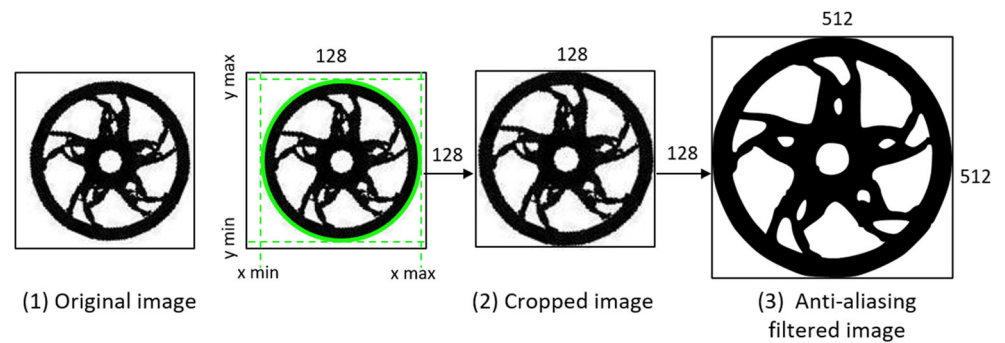 512
128
128
y max
128
128
512
y min
x min
x max
(1) Original image
(2) Cropped image
(3) Anti-aliasing
filtered image